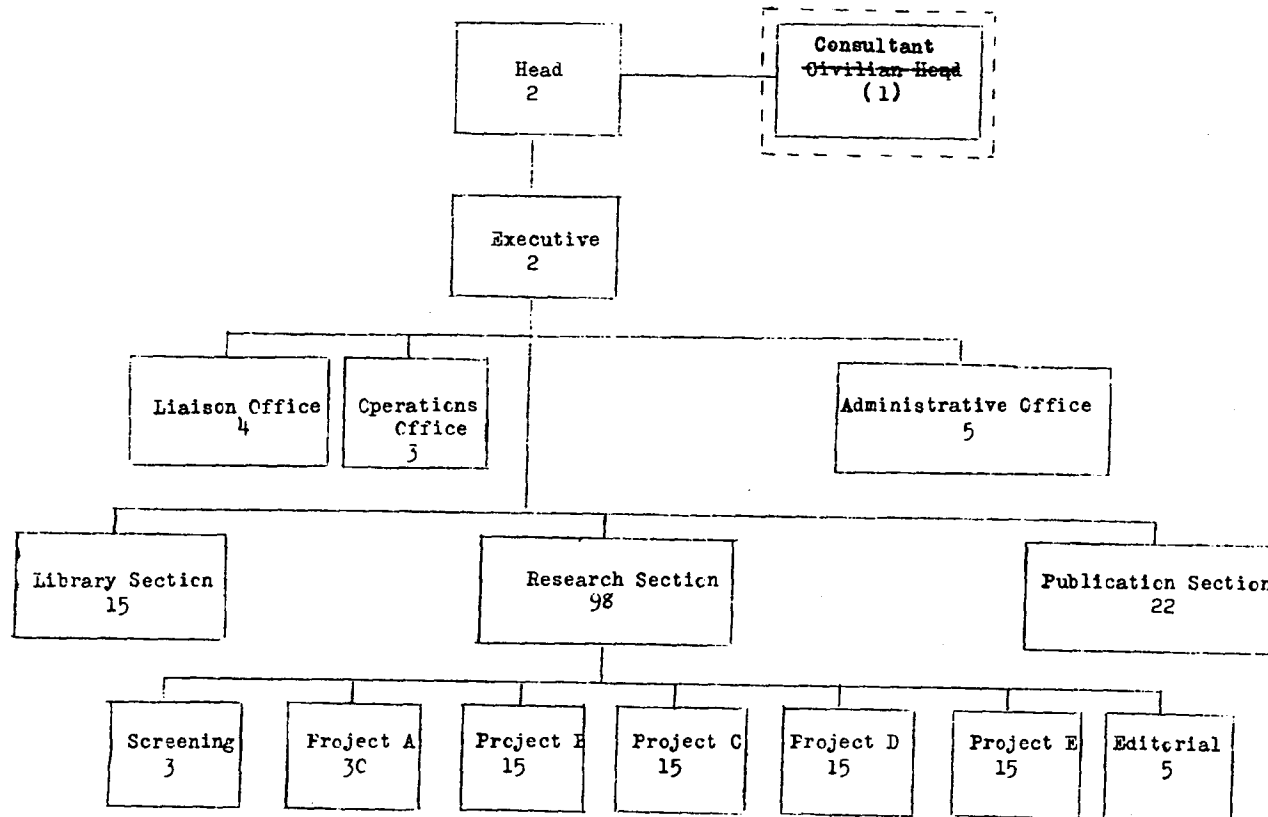 Consultant
Civilian Head
(1)
Head
2
Executive
2
Liaison Office
4
Operations
Office
3
Administrative Office
5
Library Section
15
Research Section
98
Publication Section
22
Screening
3
Project A
30
Project B
15
Project C
15
Project D
15
Project E
15
Editorial
5